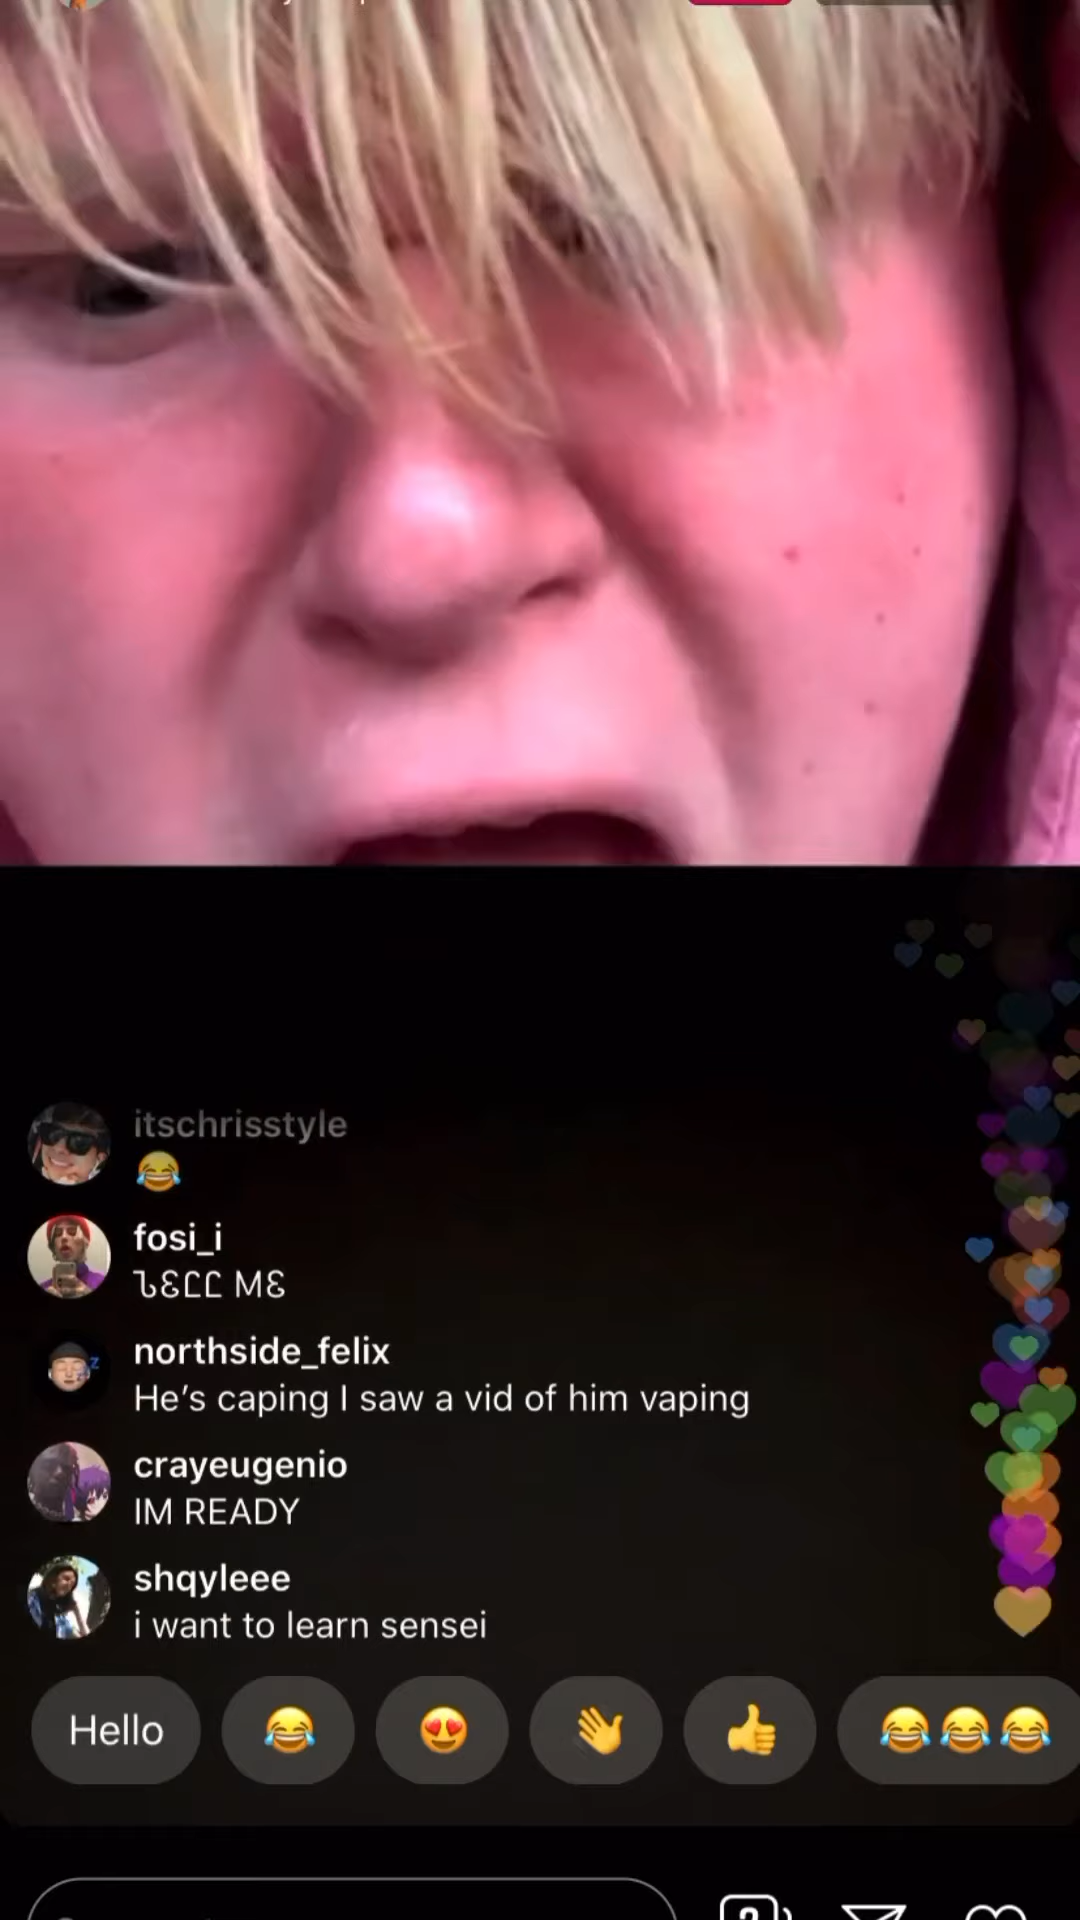 itschrisstyle
😂
fosi_i
ՆƐՐՐ MƐ
northside_felix
He’s caping I saw a vid of him vaping
crayeugenio
IM READY
shqyleee
i want to learn sensei
Hello 😂 😍 👋 👍 😂😂😂